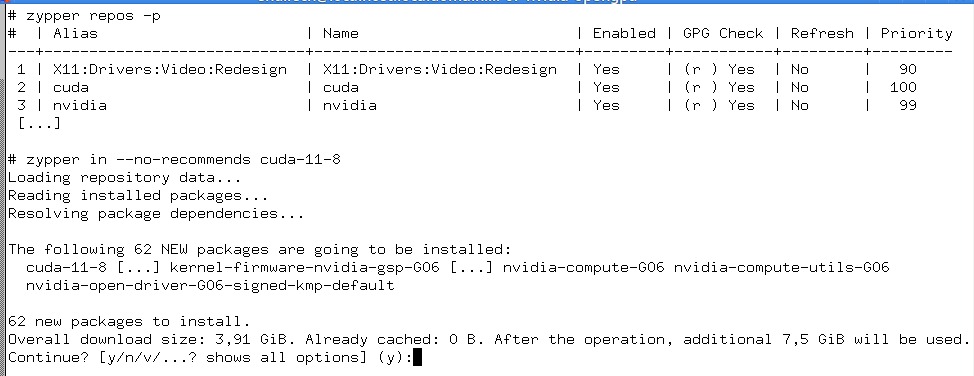 # zypper repos -p
# | Alias | Name | Enabled | GPG Check | Refresh | Priority
---+---------------------------+---------------------------+---------+-----------+---------+---------
1 | X11:Drivers:Video:Redesign | X11:Drivers:Video:Redesign | Yes | (r ) Yes | No | 90
2 | cuda | cuda | Yes | (r ) Yes | No | 100
3 | nvidia | nvidia | Yes | (r ) Yes | No | 99
[...]
# zypper in --no-recommends cuda-11-8
Loading repository data...
Reading installed packages...
Resolving package dependencies...
The following 62 NEW packages are going to be installed:
cuda-11-8 [...] kernel-firmware-nvidia-gsp-G06 [...] nvidia-compute-G06 nvidia-compute-utils-G06
nvidia-open-driver-G06-signed-kmp-default
62 new packages to install.
Overall download size: 3,91 GiB. Already cached: 0 B. After the operation, additional 7,5 GiB will be used.
Continue? [y/n/v/...? shows all options] (y):